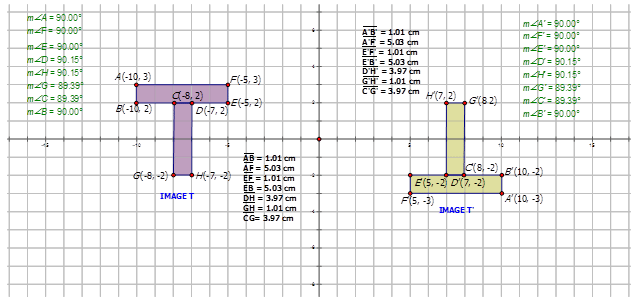 m∠A = 90.00°
m∠F = 90.00°
m∠E = 90.00°
m∠D = 90.15°
m∠H = 90.15°
m∠G = 89.39°
m∠C = 89.39°
m∠B = 90.00°
A(-10, 3)
F(-5, 3)
C(-8, 2)
B(-10, 2)
D(-7, 2)
E(-5, 2)
G(-8, -2)
H(-7, -2)
IMAGE T
AB = 1.01 cm
AF = 5.03 cm
EF = 1.01 cm
EB = 5.03 cm
DH = 3.97 cm
GH = 1.01 cm
CG= 3.97 cm
A'B' = 1.01 cm
A'F' = 5.03 cm
E'F' = 1.01 cm
E'B' = 5.03 cm
D'H' = 3.97 cm
G'H' = 1.01 cm
C'G' = 3.97 cm
m∠A' = 90.00°
m∠F' = 90.00°
m∠E' = 90.00°
m∠D' = 90.15°
m∠H' = 90.15°
m∠G' = 89.39°
m∠C' = 89.39°
m∠B' = 90.00°
H'(7, 2)
G'(8 2)
C'(8, -2)
B'(10, -2)
E'(5, -2)
D'(7, -2)
F'(5, -3)
A'(10, -3)
IMAGE T'